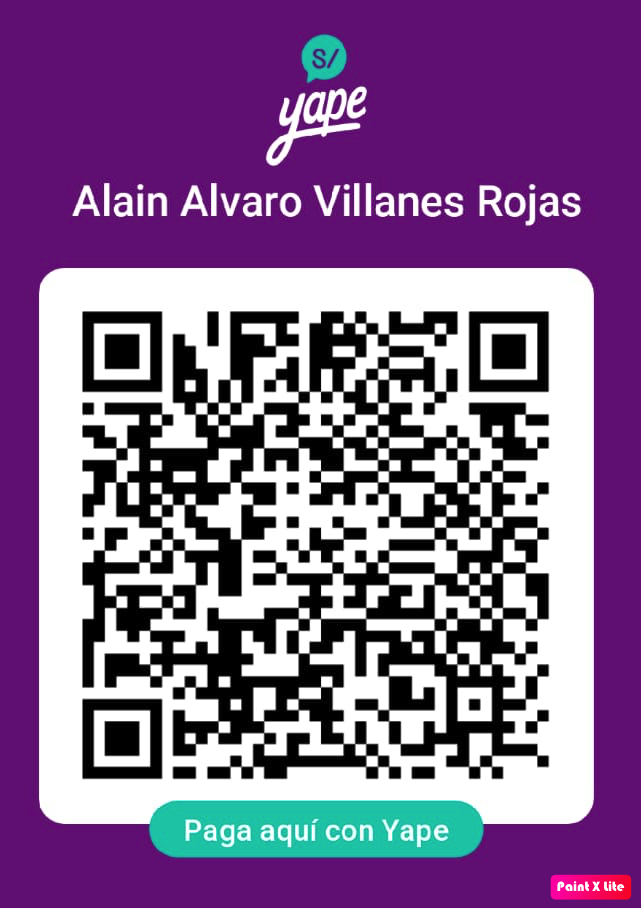 S/
yape
Alain Alvaro Villanes Rojas
Paga aquí con Yape
Paint X Lite